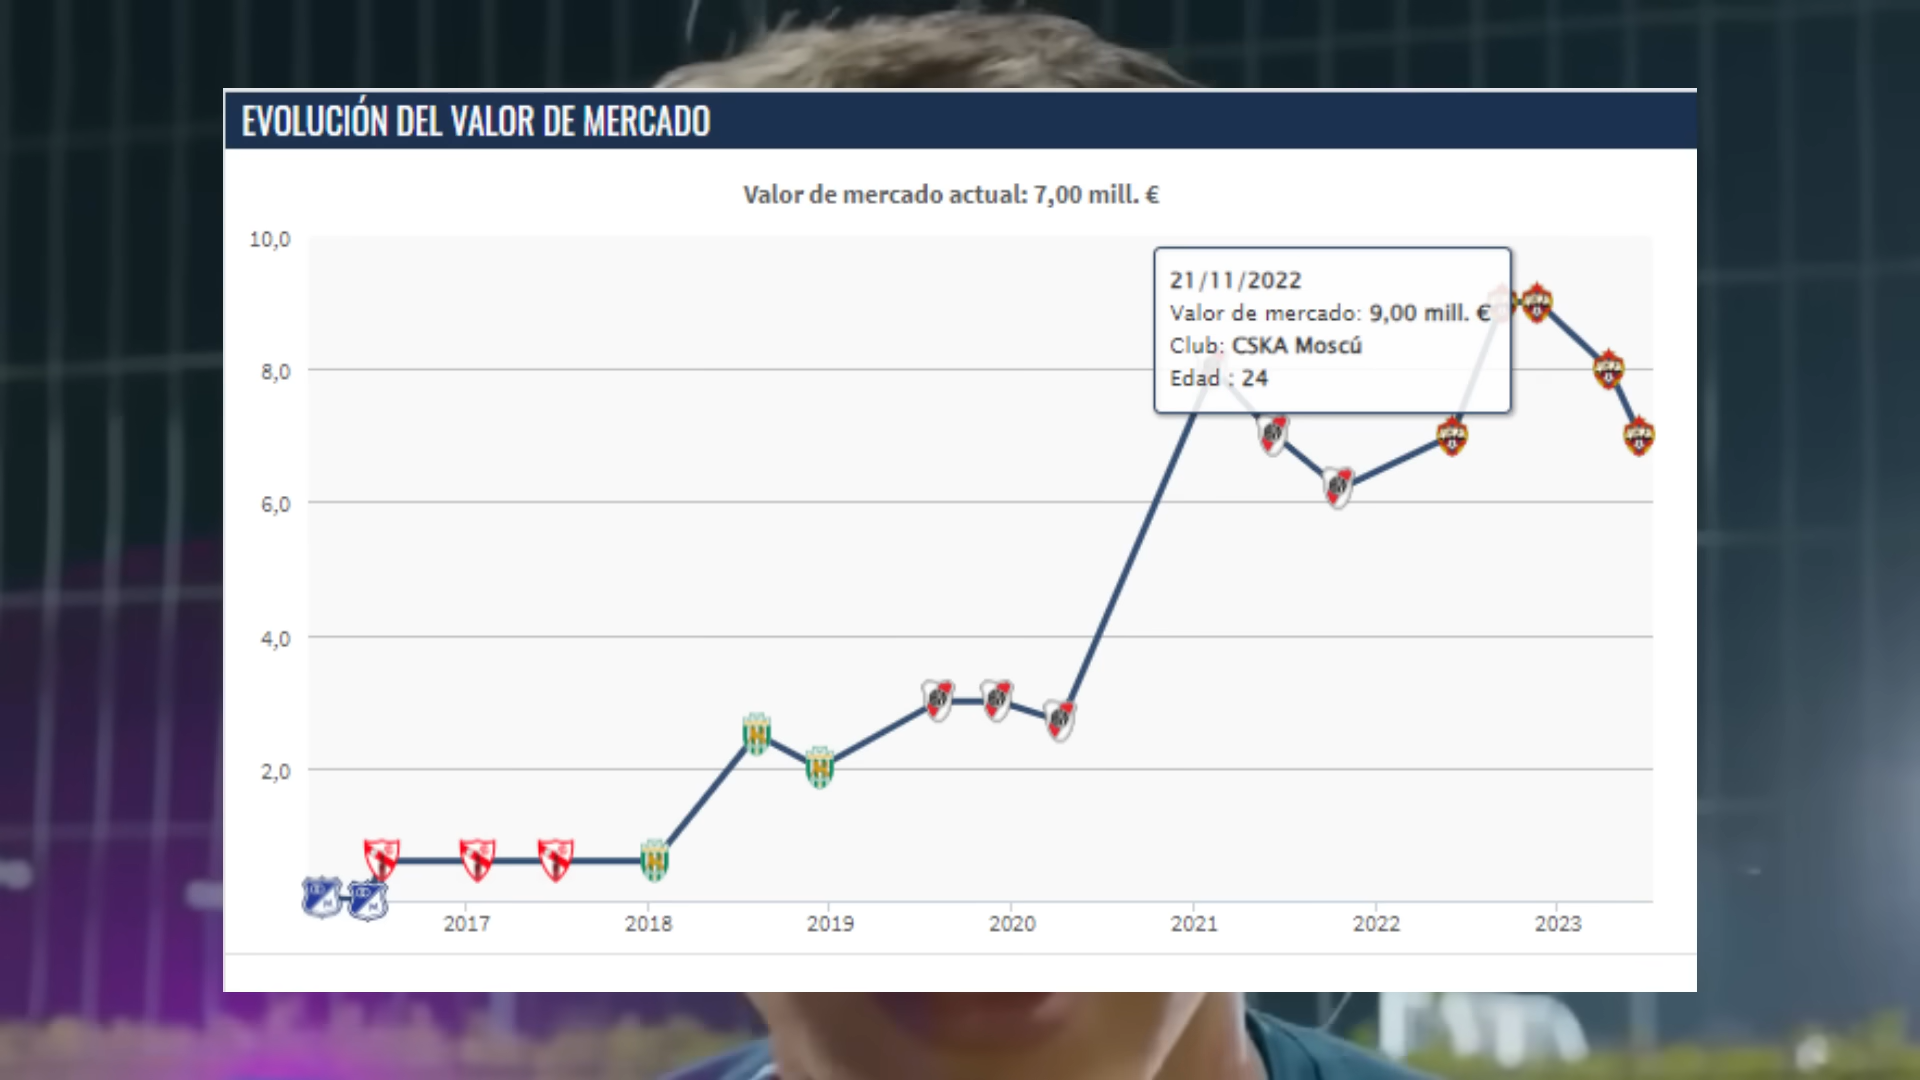 EVOLUCIÓN DEL VALOR DE MERCADO
Valor de mercado actual: 7,00 mill. €
10,0
8,0
6,0
4,0
2,0
21/11/2022
Valor de mercado: 9,00 mill. €
Club: CSKA Moscú
Edad : 24
2017
2018
2019
2020
2021
2022
2023